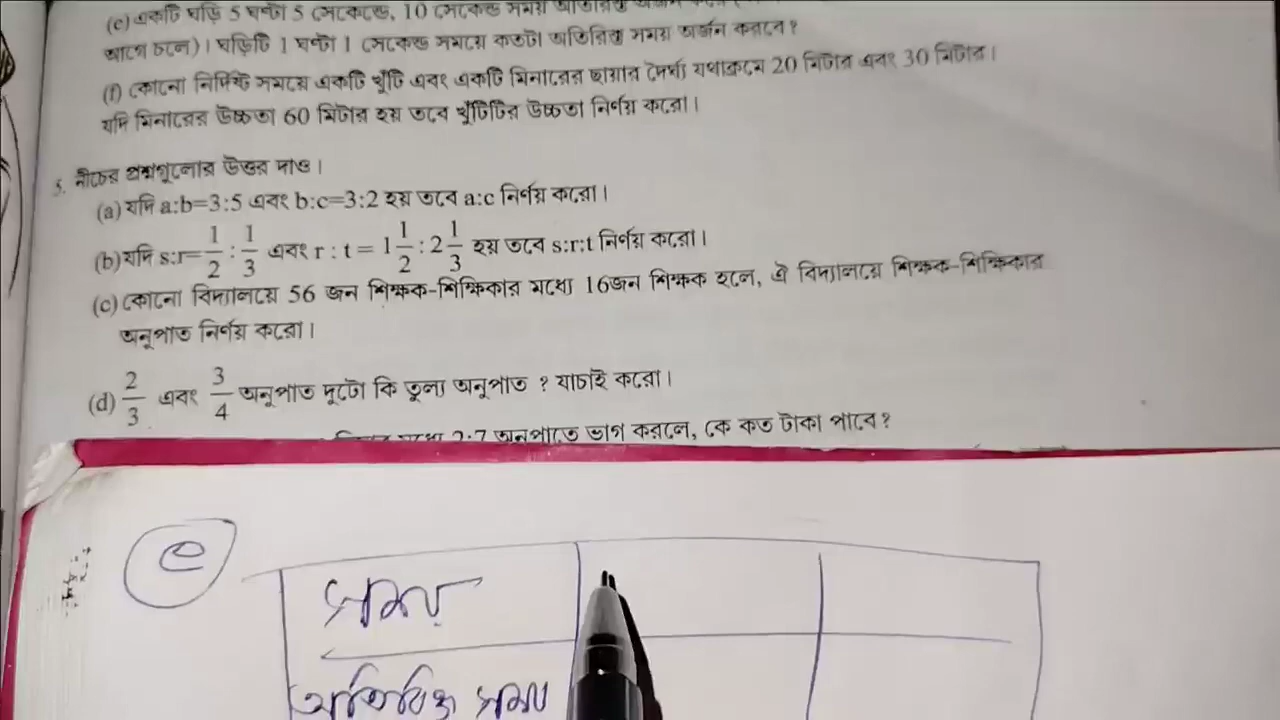 (e) একটি ঘড়ি 5 ঘণ্টা 5 সেকেন্ডে, 10 সেকেন্ড সময় অতিরিক্ত
আগে চলে)। ঘড়িটি 1 ঘণ্টা 1 সেকেন্ড সময়ে কতটা অতিরিক্ত সময় অর্জন করবে?
(f) কোনো নির্দিষ্ট সময়ে একটি খুঁটি এবং একটি মিনারের ছায়ার দৈর্ঘ্য যথাক্রমে 20 মিটার এবং 30 মিটার।
যদি মিনারের উচ্চতা 60 মিটার হয় তবে খুঁটিটির উচ্চতা নির্ণয় করো।
5. নীচের প্রশ্নগুলোর উত্তর দাও।
(a) যদি a:b=3:5 এবং b:c=3:2 হয় তবে a:c নির্ণয় করো।
(b) যদি s:r=1/2 : 1/3 এবং r : t = 1 1/2 : 2 1/3 হয় তবে s:r:t নির্ণয় করো।
(c) কোনো বিদ্যালয়ে 56 জন শিক্ষক-শিক্ষিকার মধ্যে 16জন শিক্ষক হলে, ঐ বিদ্যালয়ে শিক্ষক-শিক্ষিকার
অনুপাত নির্ণয় করো।
(d) 2/3 এবং 3/4 অনুপাত দুটো কি তুল্য অনুপাত ? যাচাই করো।
মধ্যে 2:7 অনুপাতে ভাগ করলে, কে কত টাকা পাবে?
e
সময়
অতিরিক্ত সময়